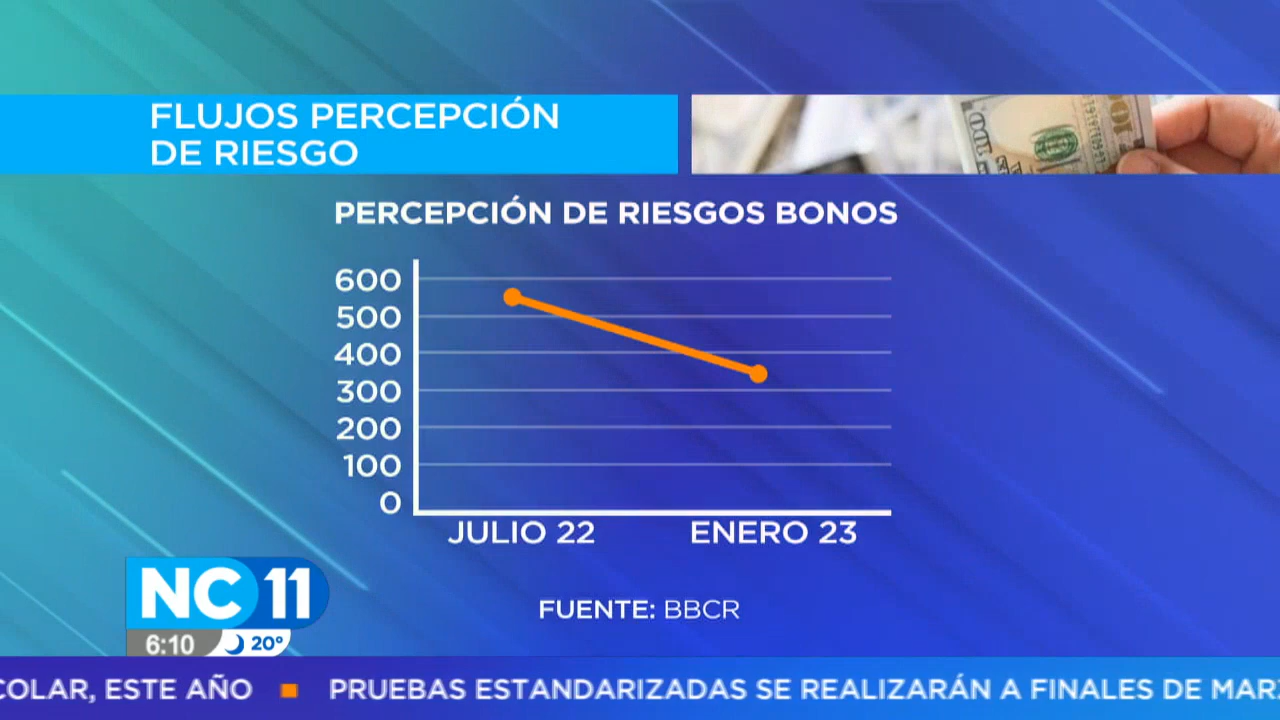 FLUJOS PERCEPCIÓN
DE RIESGO
PERCEPCIÓN DE RIESGOS BONOS
600
500
400
300
200
100
0
JULIO 22 ENERO 23
FUENTE: BBCR
NC 11
6:10 20°
COLAR, ESTE AÑO ■ PRUEBAS ESTANDARIZADAS SE REALIZARÁN A FINALES DE MARZ